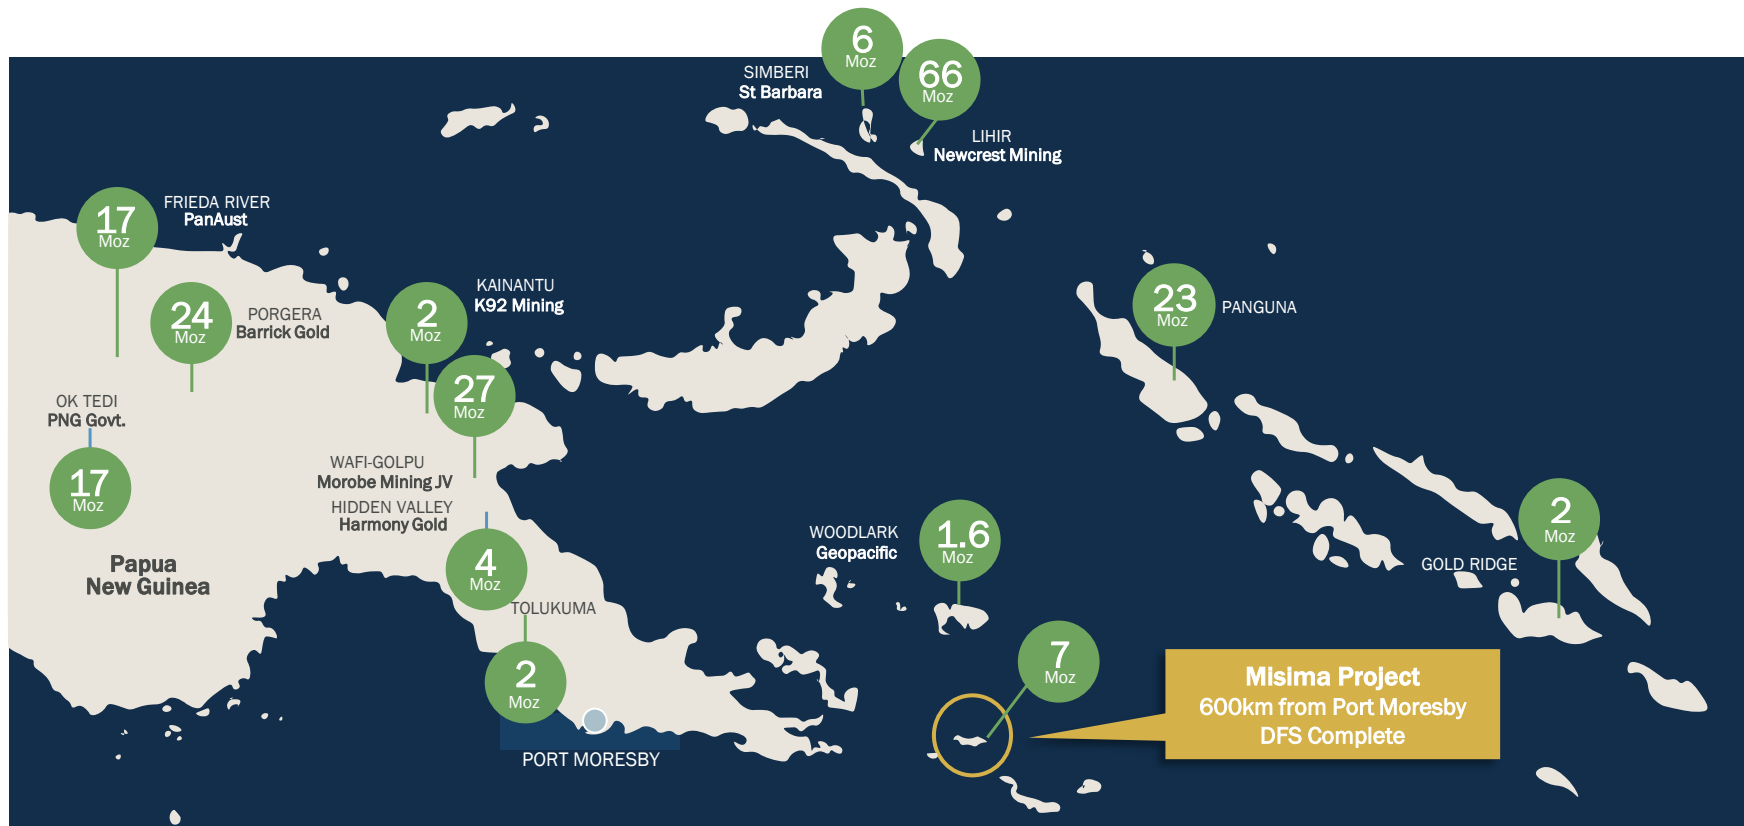 6
Moz
SIMBERI
St Barbara
66
Moz
LIHIR
Newcrest Mining
17
Moz
FRIEDA RIVER
PanAust
24
Moz
PORGERA
Barrick Gold
2
Moz
KAINANTU
K92 Mining
23
Moz
PANGUNA
27
Moz
OK TEDI
PNG Govt.
17
Moz
WAFI-GOLPU
Morobe Mining JV
HIDDEN VALLEY
Harmony Gold
4
Moz
WOODLARK
Geopacific
1.6
Moz
2
Moz
GOLD RIDGE
Papua
New Guinea
TOLUKUMA
2
Moz
PORT MORESBY
7
Moz
Misima Project
600km from Port Moresby
DFS Complete